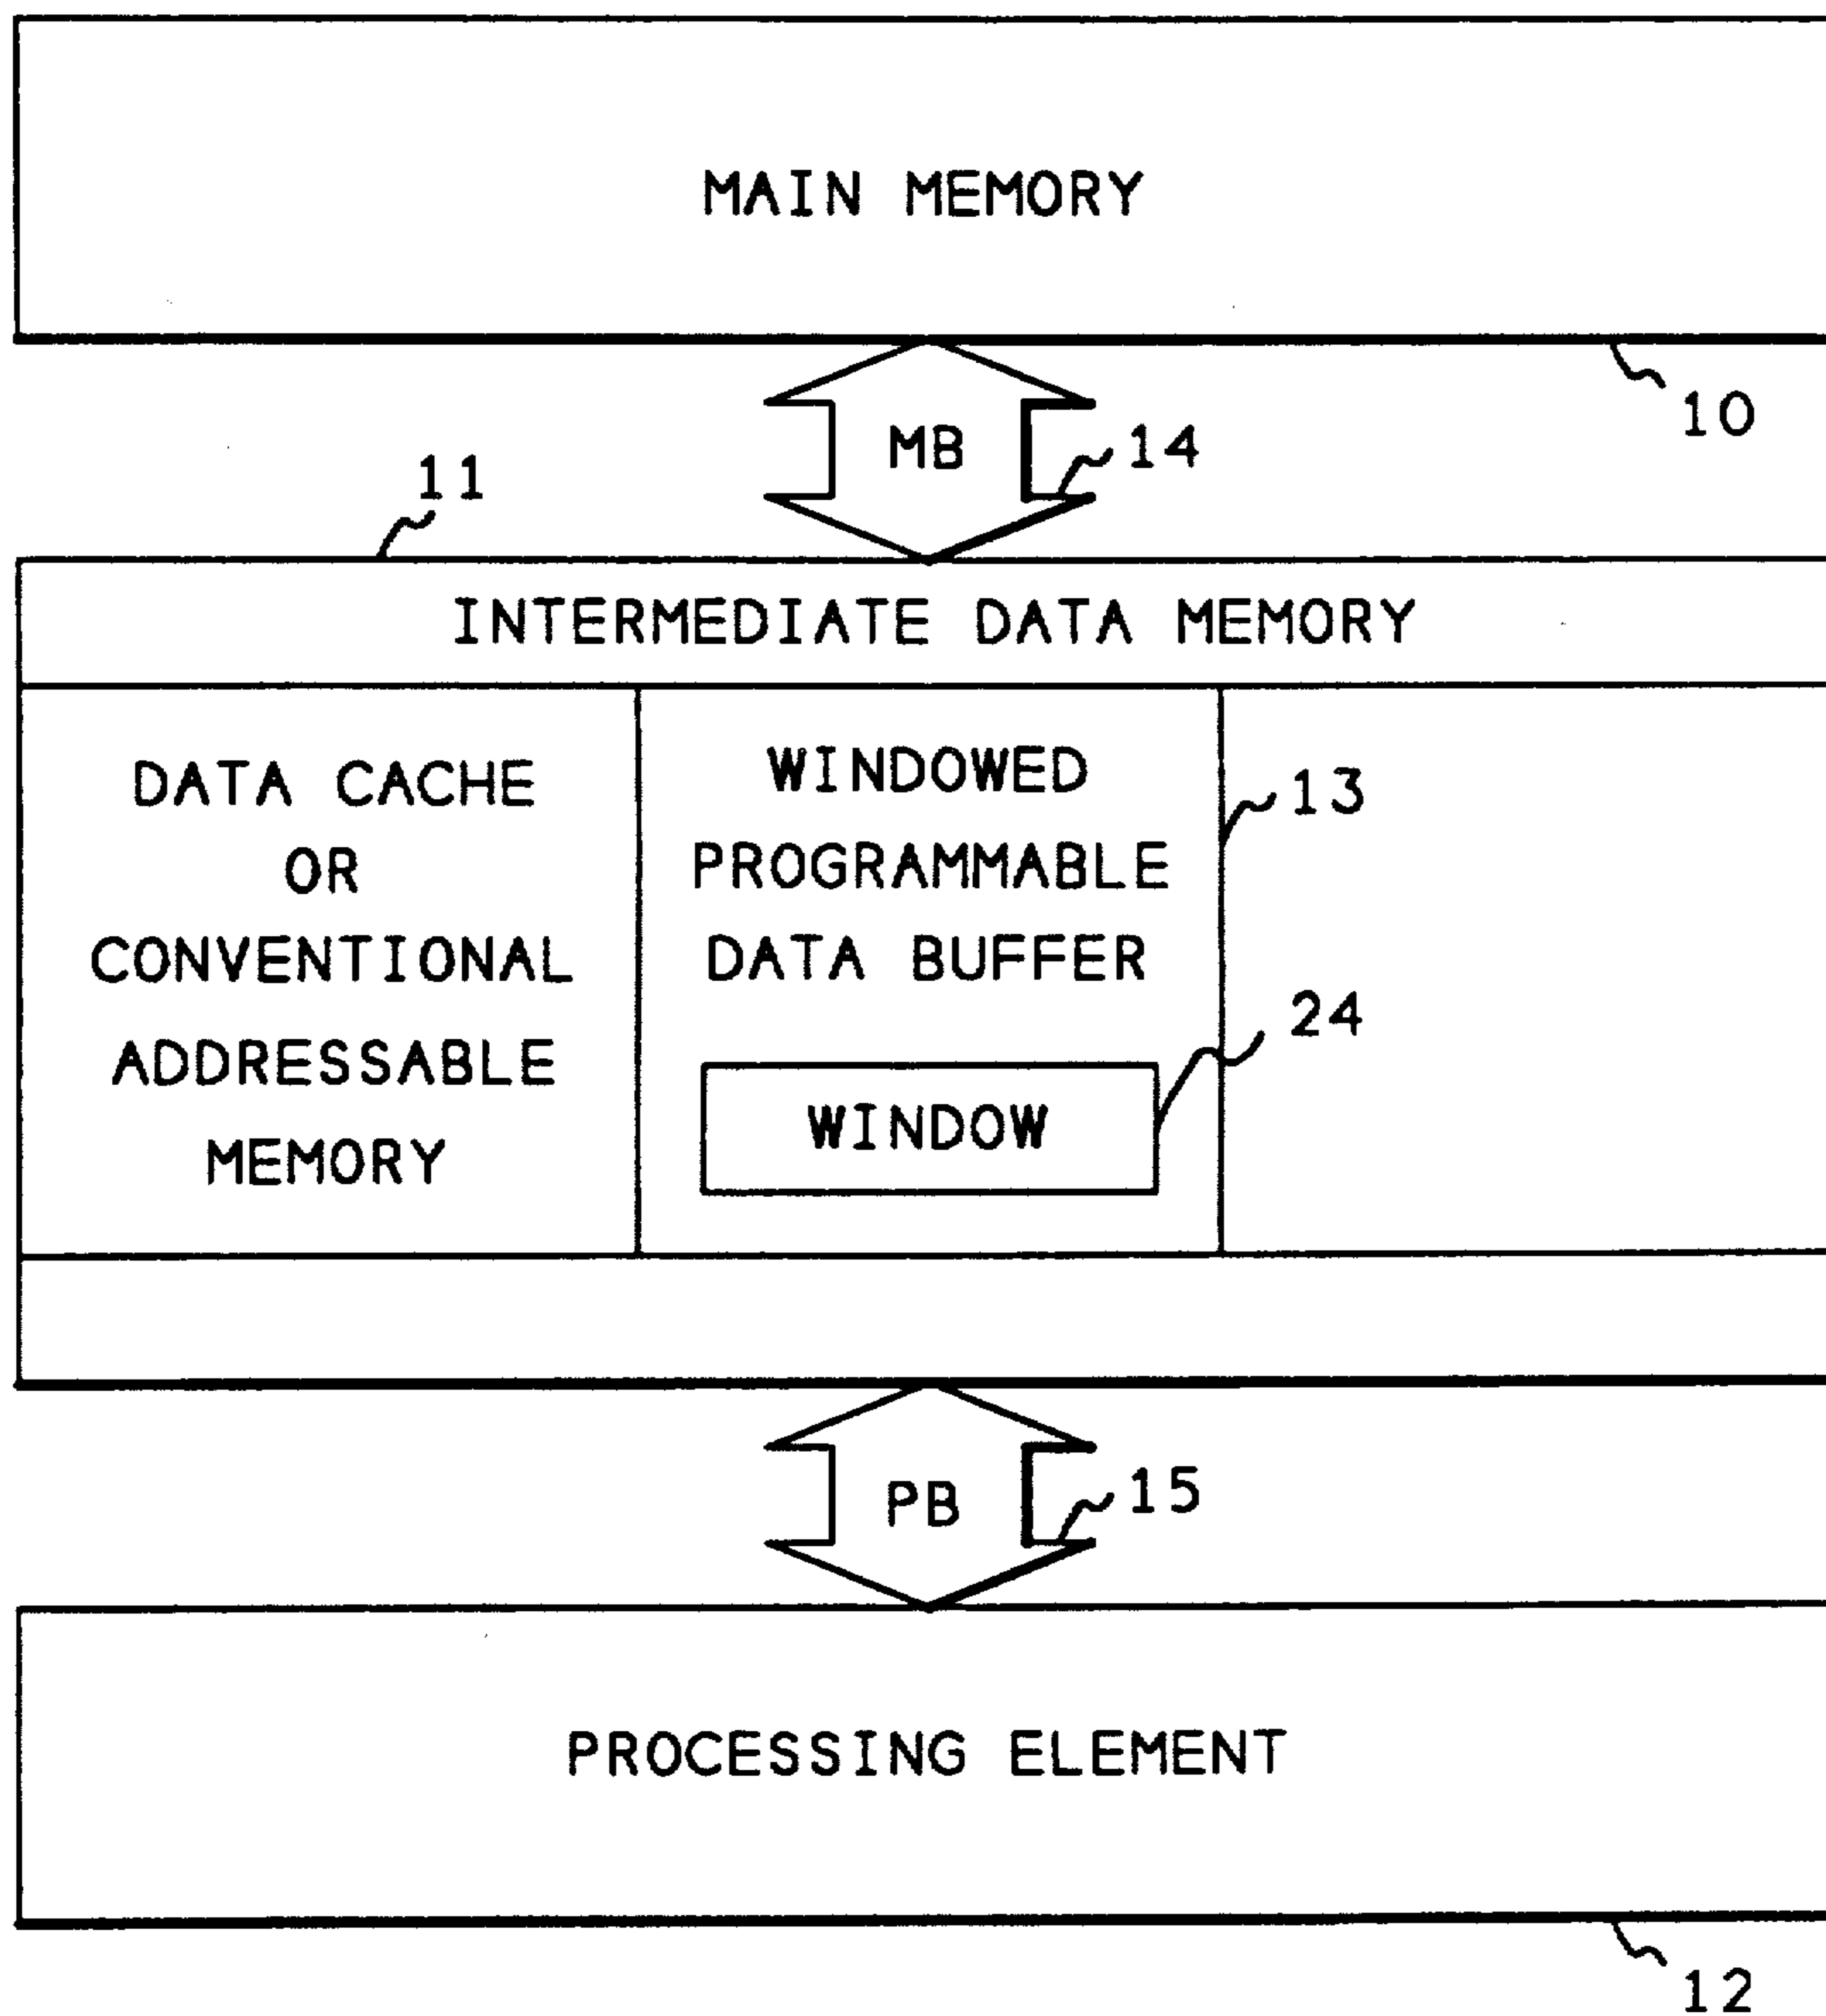 MAIN MEMORY
10
MB
14
11
INTERMEDIATE DATA MEMORY
DATA CACHE
OR
CONVENTIONAL
ADDRESSABLE
MEMORY
WINDOWED
PROGRAMMABLE
DATA BUFFER
WINDOW
13
24
PB
15
PROCESSING ELEMENT
12